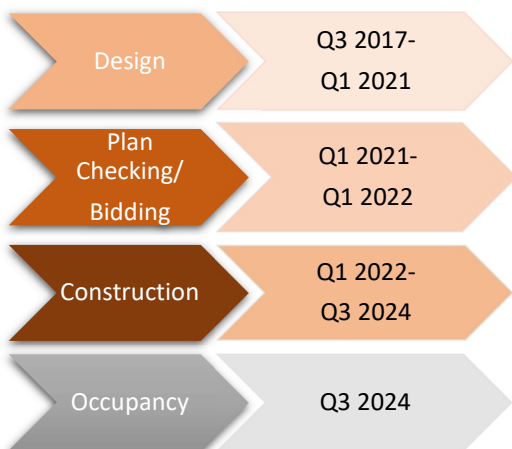 Design
Q3 2017-
Q1 2021
Plan
Checking/
Bidding
Q1 2021-
Q1 2022
Construction
Q1 2022-
Q3 2024
Occupancy
Q3 2024